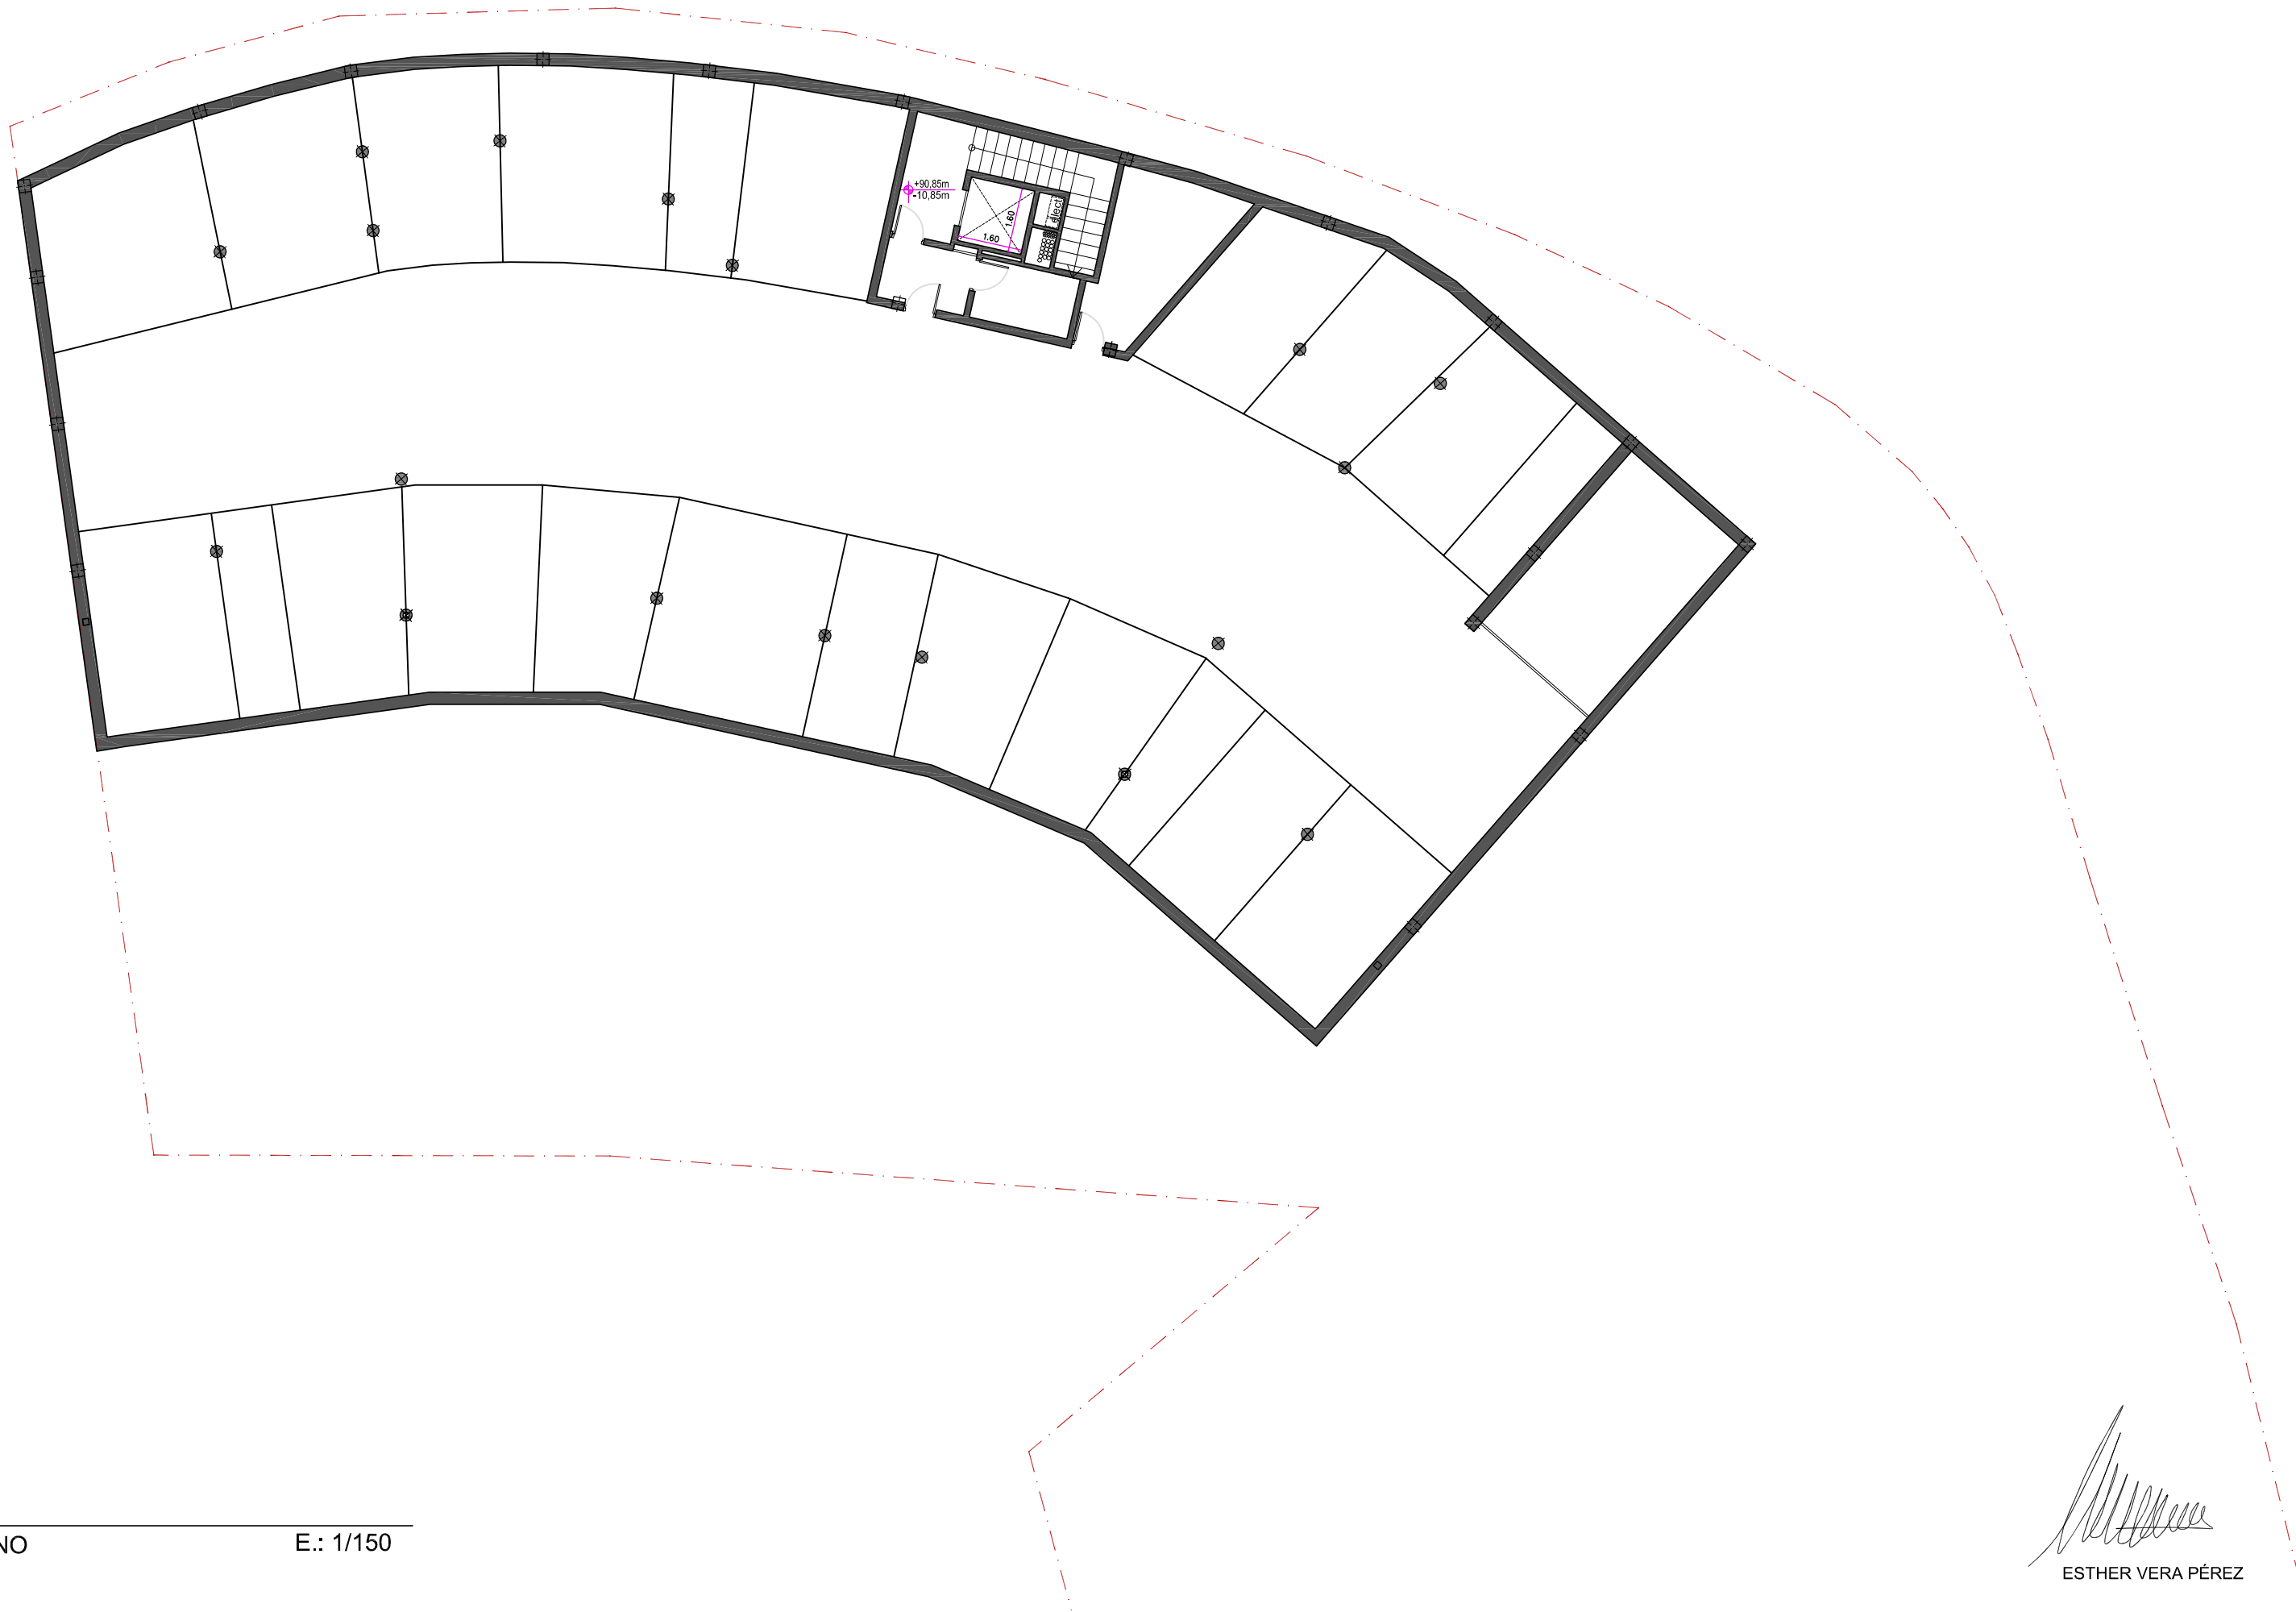 +90,85m
-10,85m
1.60
1.60
elect.
NO
E.: 1/150
ESTHER VERA PÉREZ